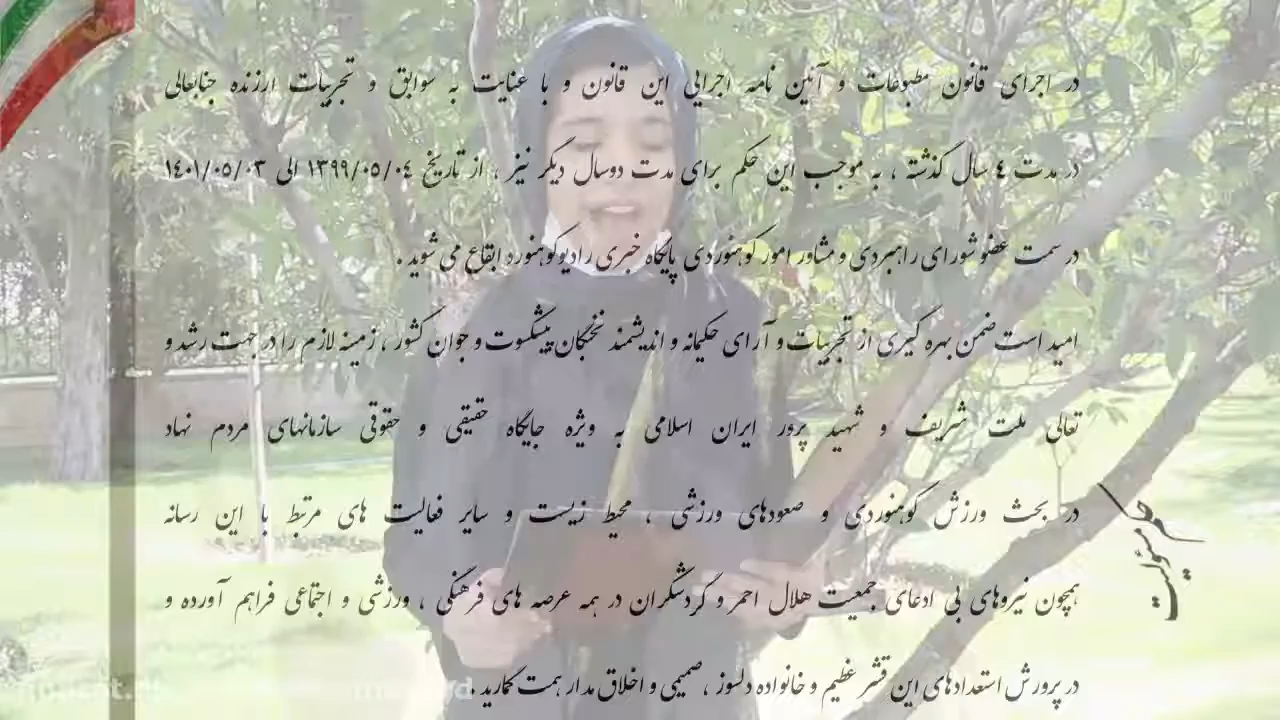 در اجرای قانون مطبوعات و آئین نامه اجرایی این قانون و با عنایت به سوابق و تجربیات ارزنده جنابعالی
در مدت ٤ سال گذشته ، به موجب این حکم برای مدت دوسال دیگر نیز ، از تاریخ ١٣٩٩/٠٥/٠٤ الی ١٤٠١/٠٥/٠٣
در سمت عضو شورای راهبردی و مشاور امور کوهنوردی پایگاه خبری رادیوکوهنورد ابقاع می شوید .
امید است ضمن بهره گیری از تجربیات و آرای حکیمانه و اندیشمند نخبگان پیشکسوت و جوان کشور ، زمینه لازم را در جهت رشد و
تعالی ملت شریف و شهید پرور ایران اسلامی به ویژه جایگاه حقیقی و حقوقی سازمانهای مردم نهاد
در بحث ورزش کوهنوردی و صعودهای ورزشی ، محیط زیست و سایر فعالیت های مرتبط با این رسانه
همچون نیروهای بی ادعای جمعیت هلال احمر و گردشگران در همه عرصه های فرهنگی ، ورزشی و اجتماعی فراهم آورده و
در پرورش استعدادهای این قشر عظیم و خانواده دلسوز ، صمیمی و اخلاق مدار همت گمارید .